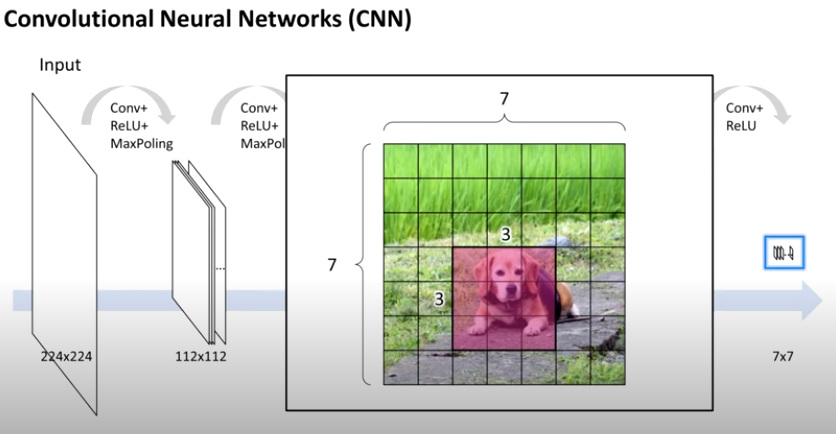 Convolutional Neural Networks (CNN)
Input
Conv+
ReLU+
MaxPoling
Conv+
ReLU+
MaxPol
7
7
3
3
Conv+
ReLU
224x224
112x112
7x7